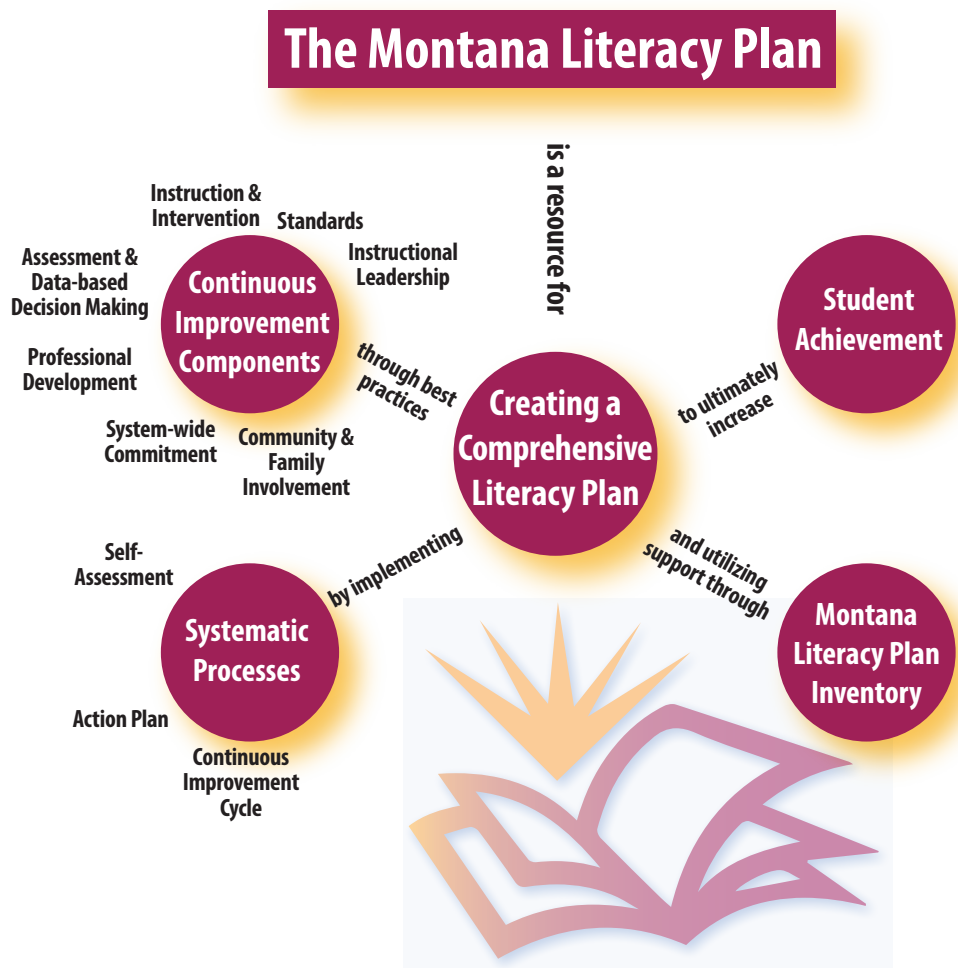 The Montana Literacy Plan
is a resource for
Instruction &
Intervention
Standards
Instructional
Leadership
Assessment &
Data-based
Decision Making
Professional
Development
System-wide
Commitment
Community &
Family
Involvement
Continuous
Improvement
Components
through best
practices
Creating a
Comprehensive
Literacy Plan
to ultimately
increase
Student
Achievement
by implementing
Self-
Assessment
Systematic
Processes
Action Plan
Continuous
Improvement
Cycle
and utilizing
support through
Montana
Literacy Plan
Inventory